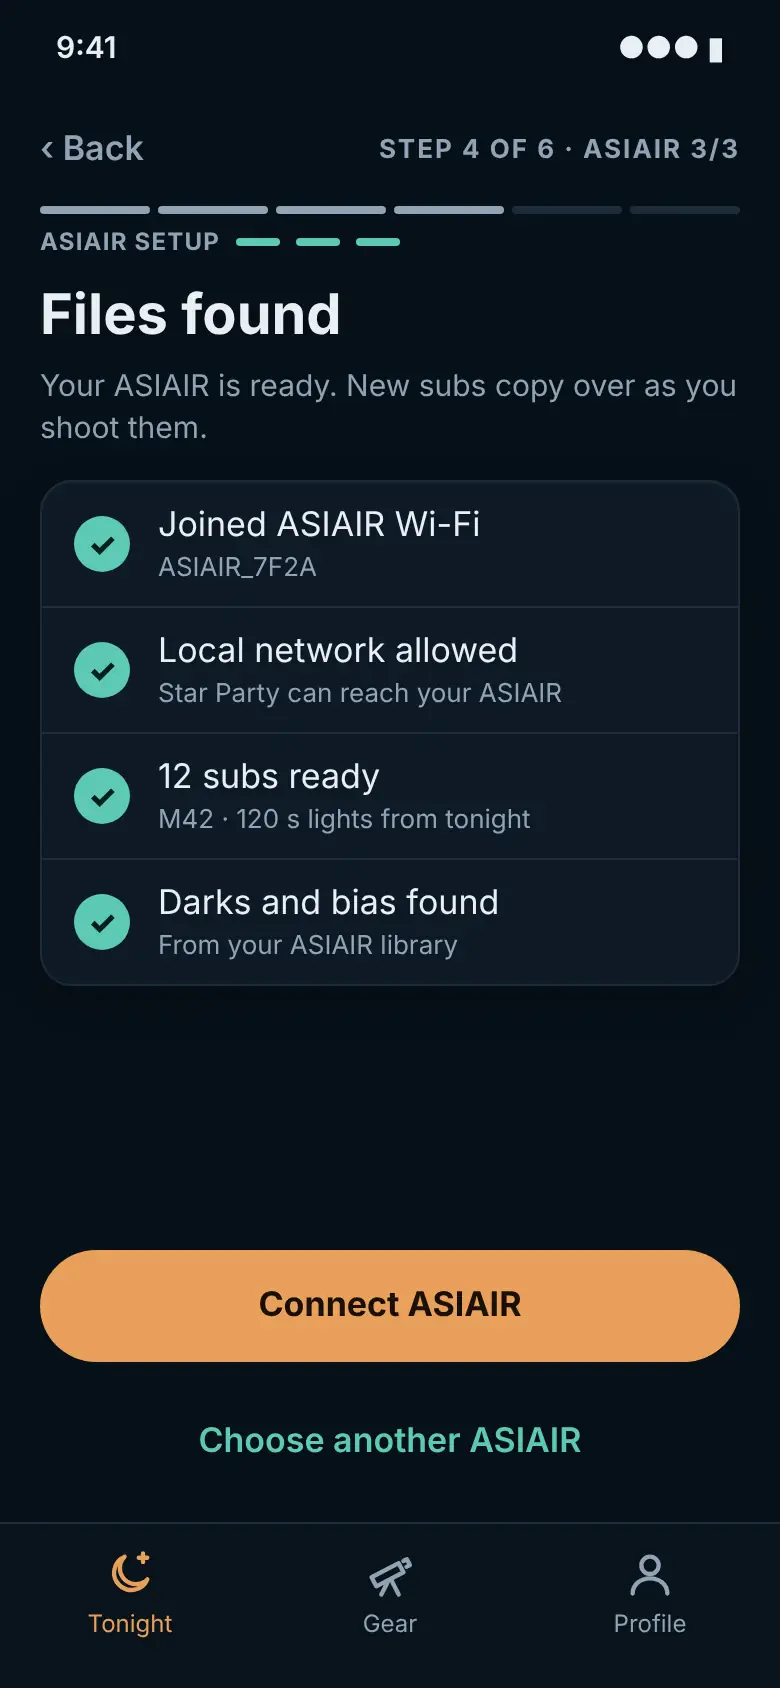 9:41
‹ Back
STEP 4 OF 6 · ASIAIR 3/3
ASIAIR SETUP
Files found
Your ASIAIR is ready. New subs copy over as you
shoot them.
Joined ASIAIR Wi-Fi
ASIAIR_7F2A
Local network allowed
Star Party can reach your ASIAIR
12 subs ready
M42 · 120 s lights from tonight
Darks and bias found
From your ASIAIR library
Connect ASIAIR
Choose another ASIAIR
Tonight
Gear
Profile